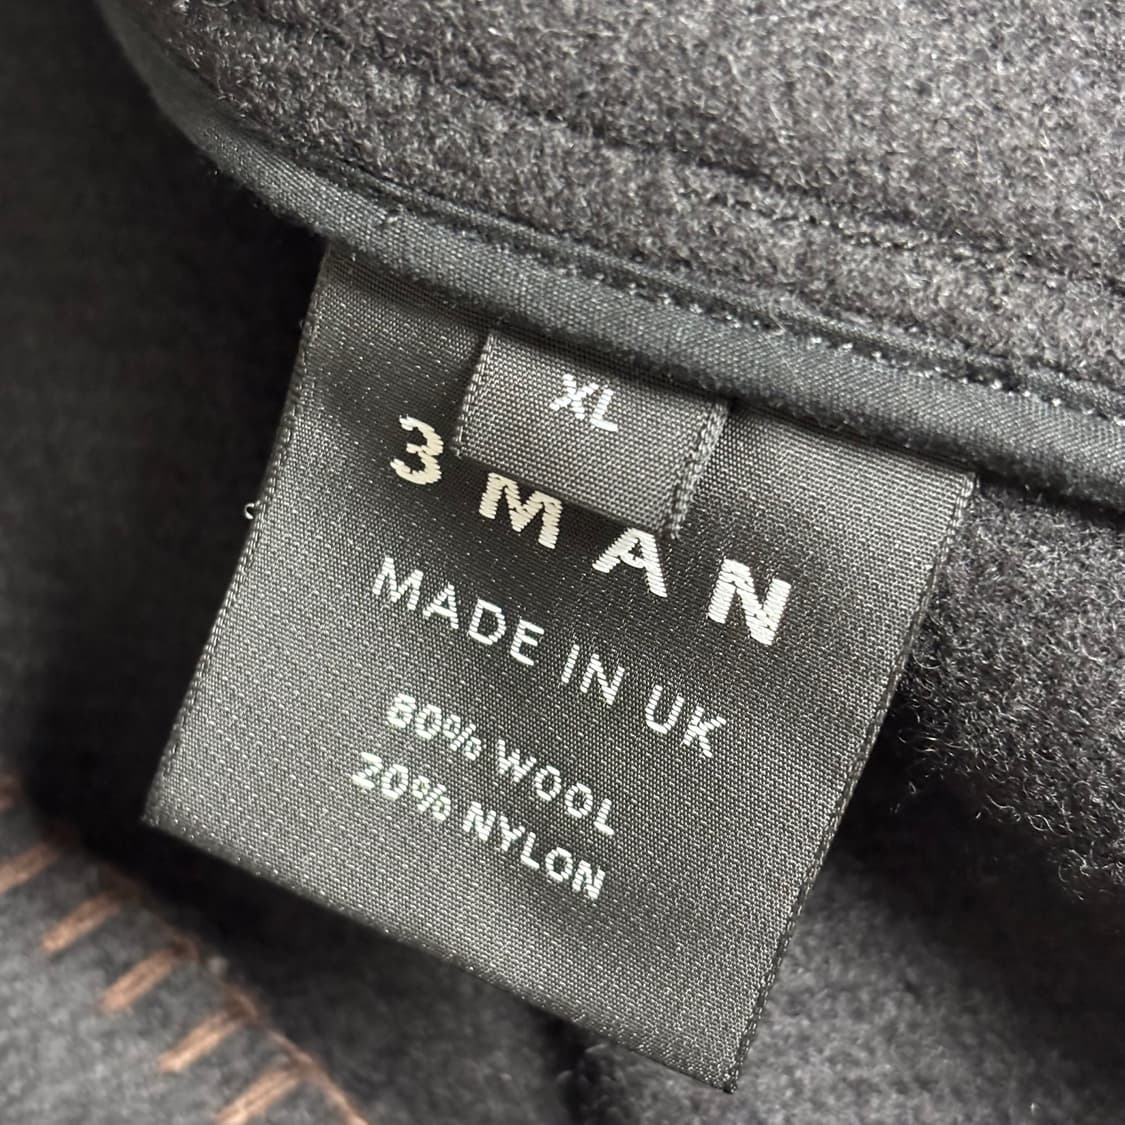 XL
3 MAN
MADE IN UK
80% WOOL
20% NYLON